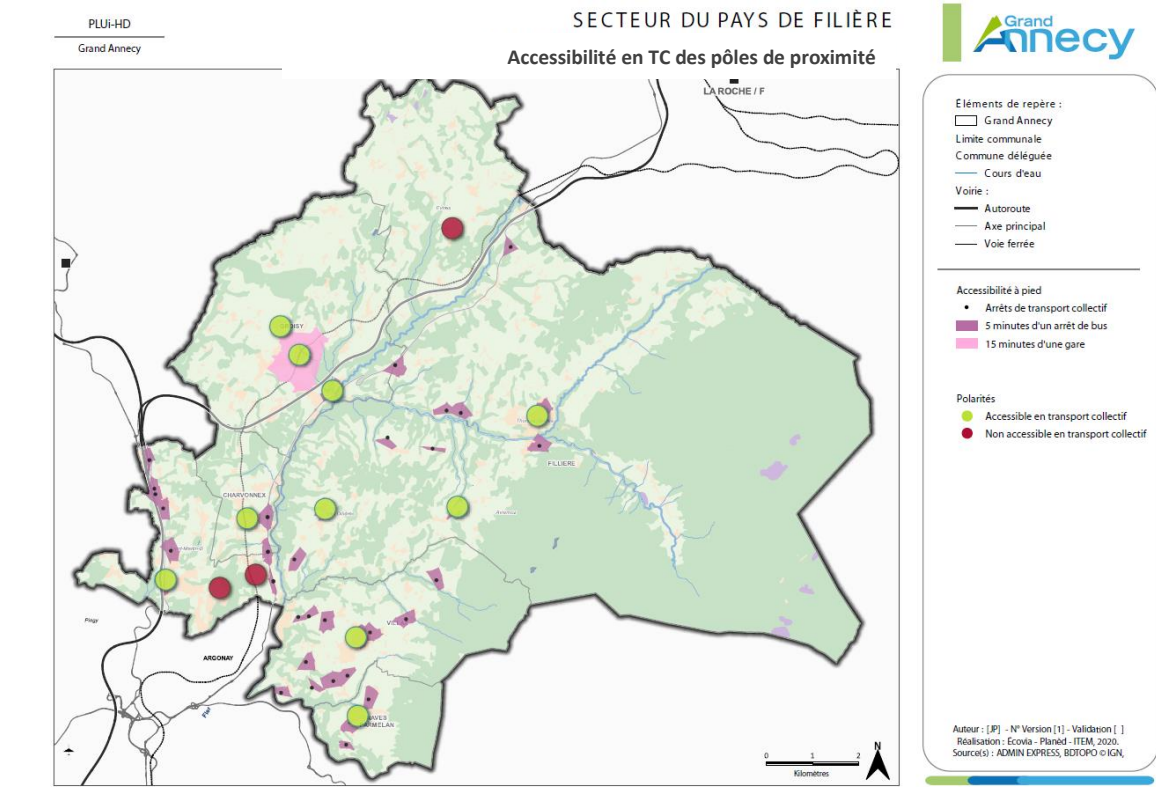 PLUi-HD
Grand Annecy
SECTEUR DU PAYS DE FILIÈRE
Accessibilité en TC des pôles de proximité
Grand
Annecy
LA ROCHE / F
FILLIERE
CHARVONNEX
Pingy
ARGONAY
Fier
0 1 2
Kilomètres
N
Éléments de repère :
Grand Annecy
Limite communale
Commune déléguée
Cours d'eau
Voirie :
Autoroute
Axe principal
Voie ferrée
Accessibilité à pied
Arrêts de transport collectif
5 minutes d'un arrêt de bus
15 minutes d'une gare
Polarités
Accessible en transport collectif
Non accessible en transport collectif
Auteur : [JP] - N° Version [1] - Validation [ ]
Réalisation : Ecovia - Planèd - ITEM, 2020.
Source(s) : ADMIN EXPRESS, BDTOPO © IGN,